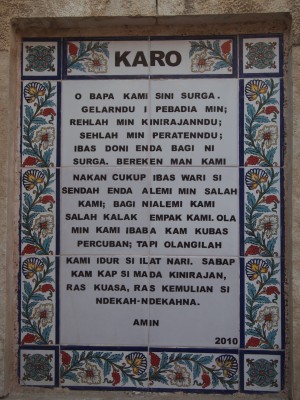 KARO
O BAPA KAMI SINI SURGA.
GELARNDU I PEBADIA MIN;
REHLAH MIN KINIRAJANNDU;
SEHLAH MIN PERATENNDU;
IBAS DONI ENDA BAGI NI
SURGA. BEREKEN MAN KAMI
NAKAN CUKUP IBAS WARI SI
SENDAH ENDA ALEMI MIN SALAH
KAMI; BAGI NIALEMI KAMI
SALAH KALAK EMPAK KAMI. OLA
MIN KAMI IBABA KAM KUBAS
PERCUBAN; TAPI OLANGILAH
KAMI IDUR SI ILAT NARI. SABAP
KAM KAP SI MADA KINIRAJAN,
RAS KUASA, RAS KEMULIAN SI
NDEKAH-NDEKAHNA.
AMIN
2010